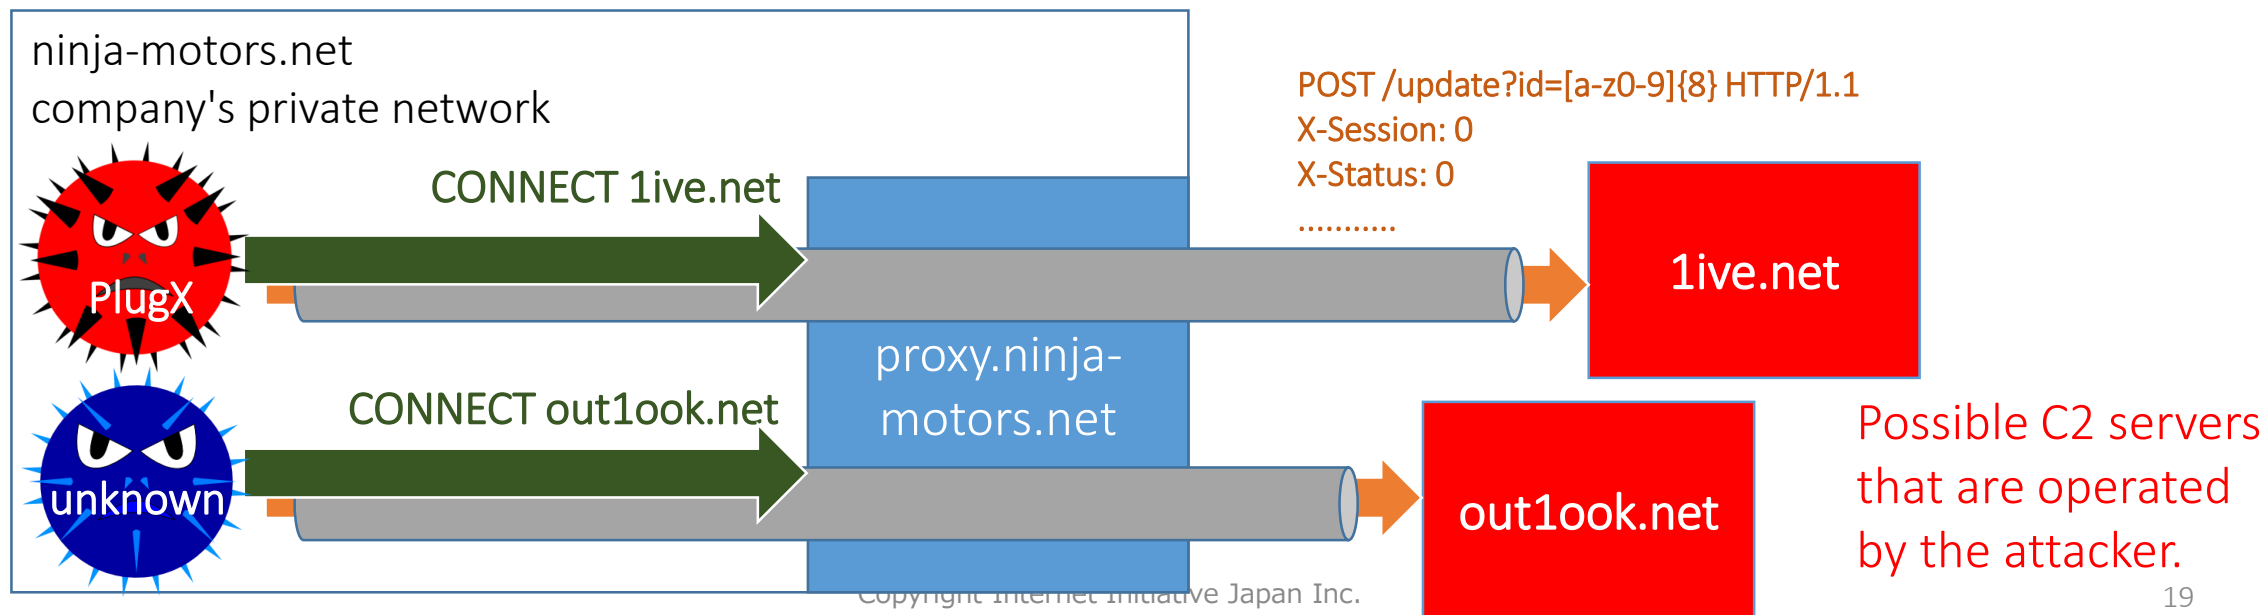 ninja-motors.net
company's private network
POST /update?id=[a-z0-9]{8} HTTP/1.1
X-Session: 0
X-Status: 0
...........
CONNECT 1ive.net
PlugX
1ive.net
proxy.ninja-
motors.net
CONNECT out1ook.net
unknown
out1ook.net
Possible C2 servers
that are operated
by the attacker.
Copyright Internet Initiative Japan Inc.
19